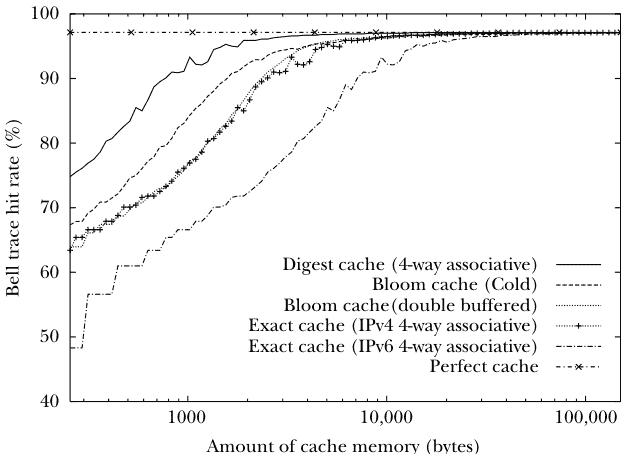 100
90
80
70
60
50
40
Bell trace hit rate (%)
Digest cache (4-way associative)
Bloom cache (Cold)
Bloom cache(double buffered)
Exact cache (IPv4 4-way associative)
Exact cache (IPv6 4-way associative)
Perfect cache
1000
10,000
100,000
Amount of cache memory (bytes)